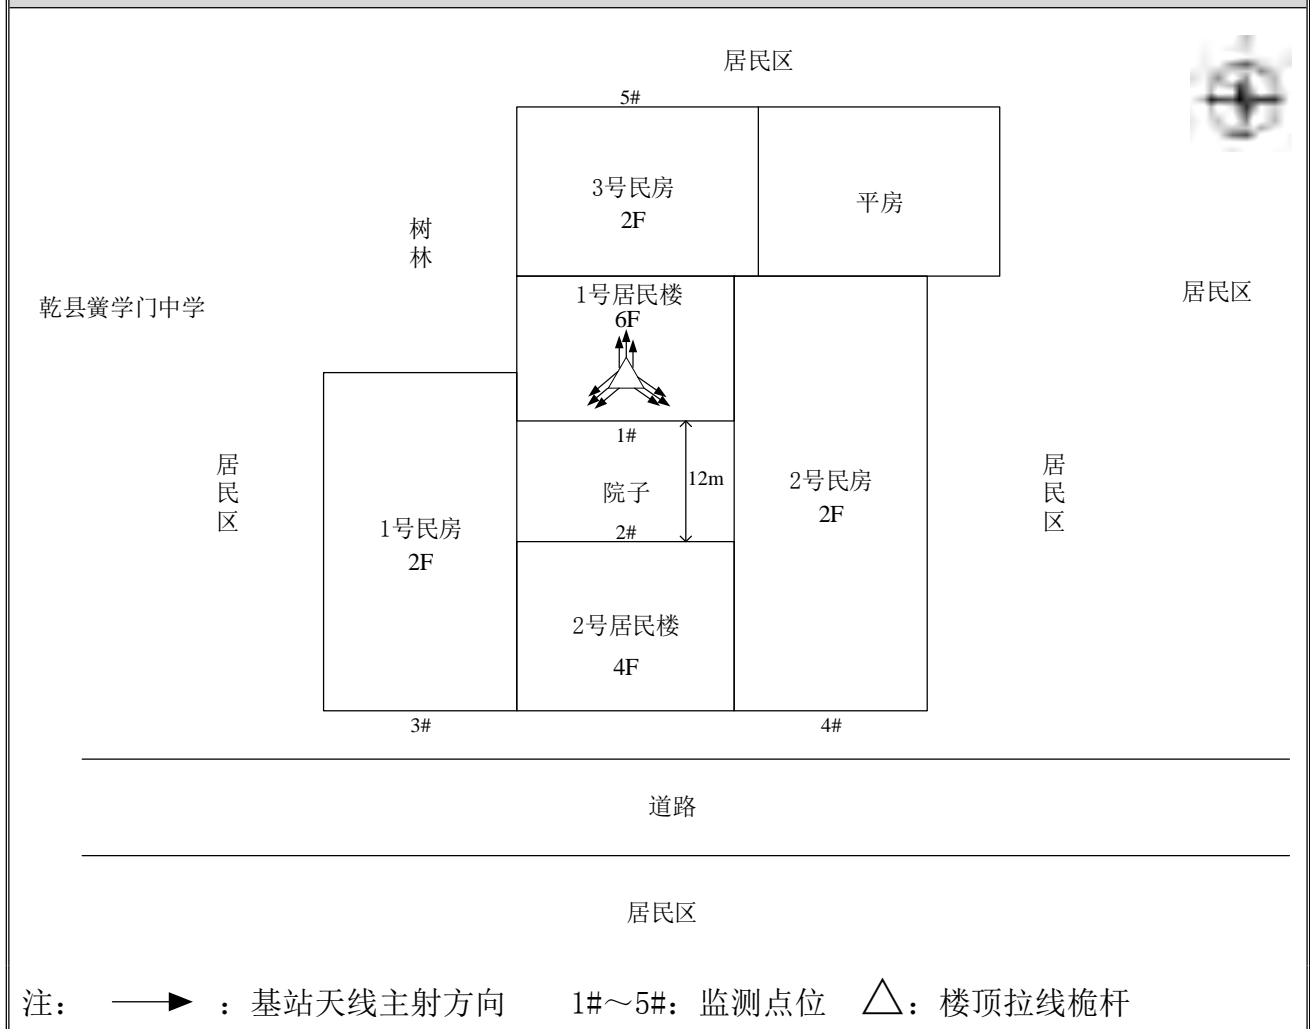 居民区
5#
3号民房
2F
平房
树林
1号居民楼
6F
乾县黉学门中学
居民区
1#
12m
院子
2#
居民区
1号民房
2F
2号民房
2F
居民区
2号居民楼
4F
3#
4#
道路
居民区
注： ：基站天线主射方向 1#～5#：监测点位 △：楼顶拉线桅杆